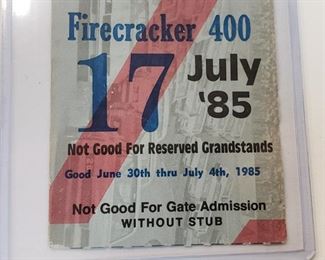 Firecracker 400
17 July
'85
Not Good For Reserved Grandstands
Good June 30th thru July 4th, 1985
Not Good For Gate Admission
WITHOUT STUB